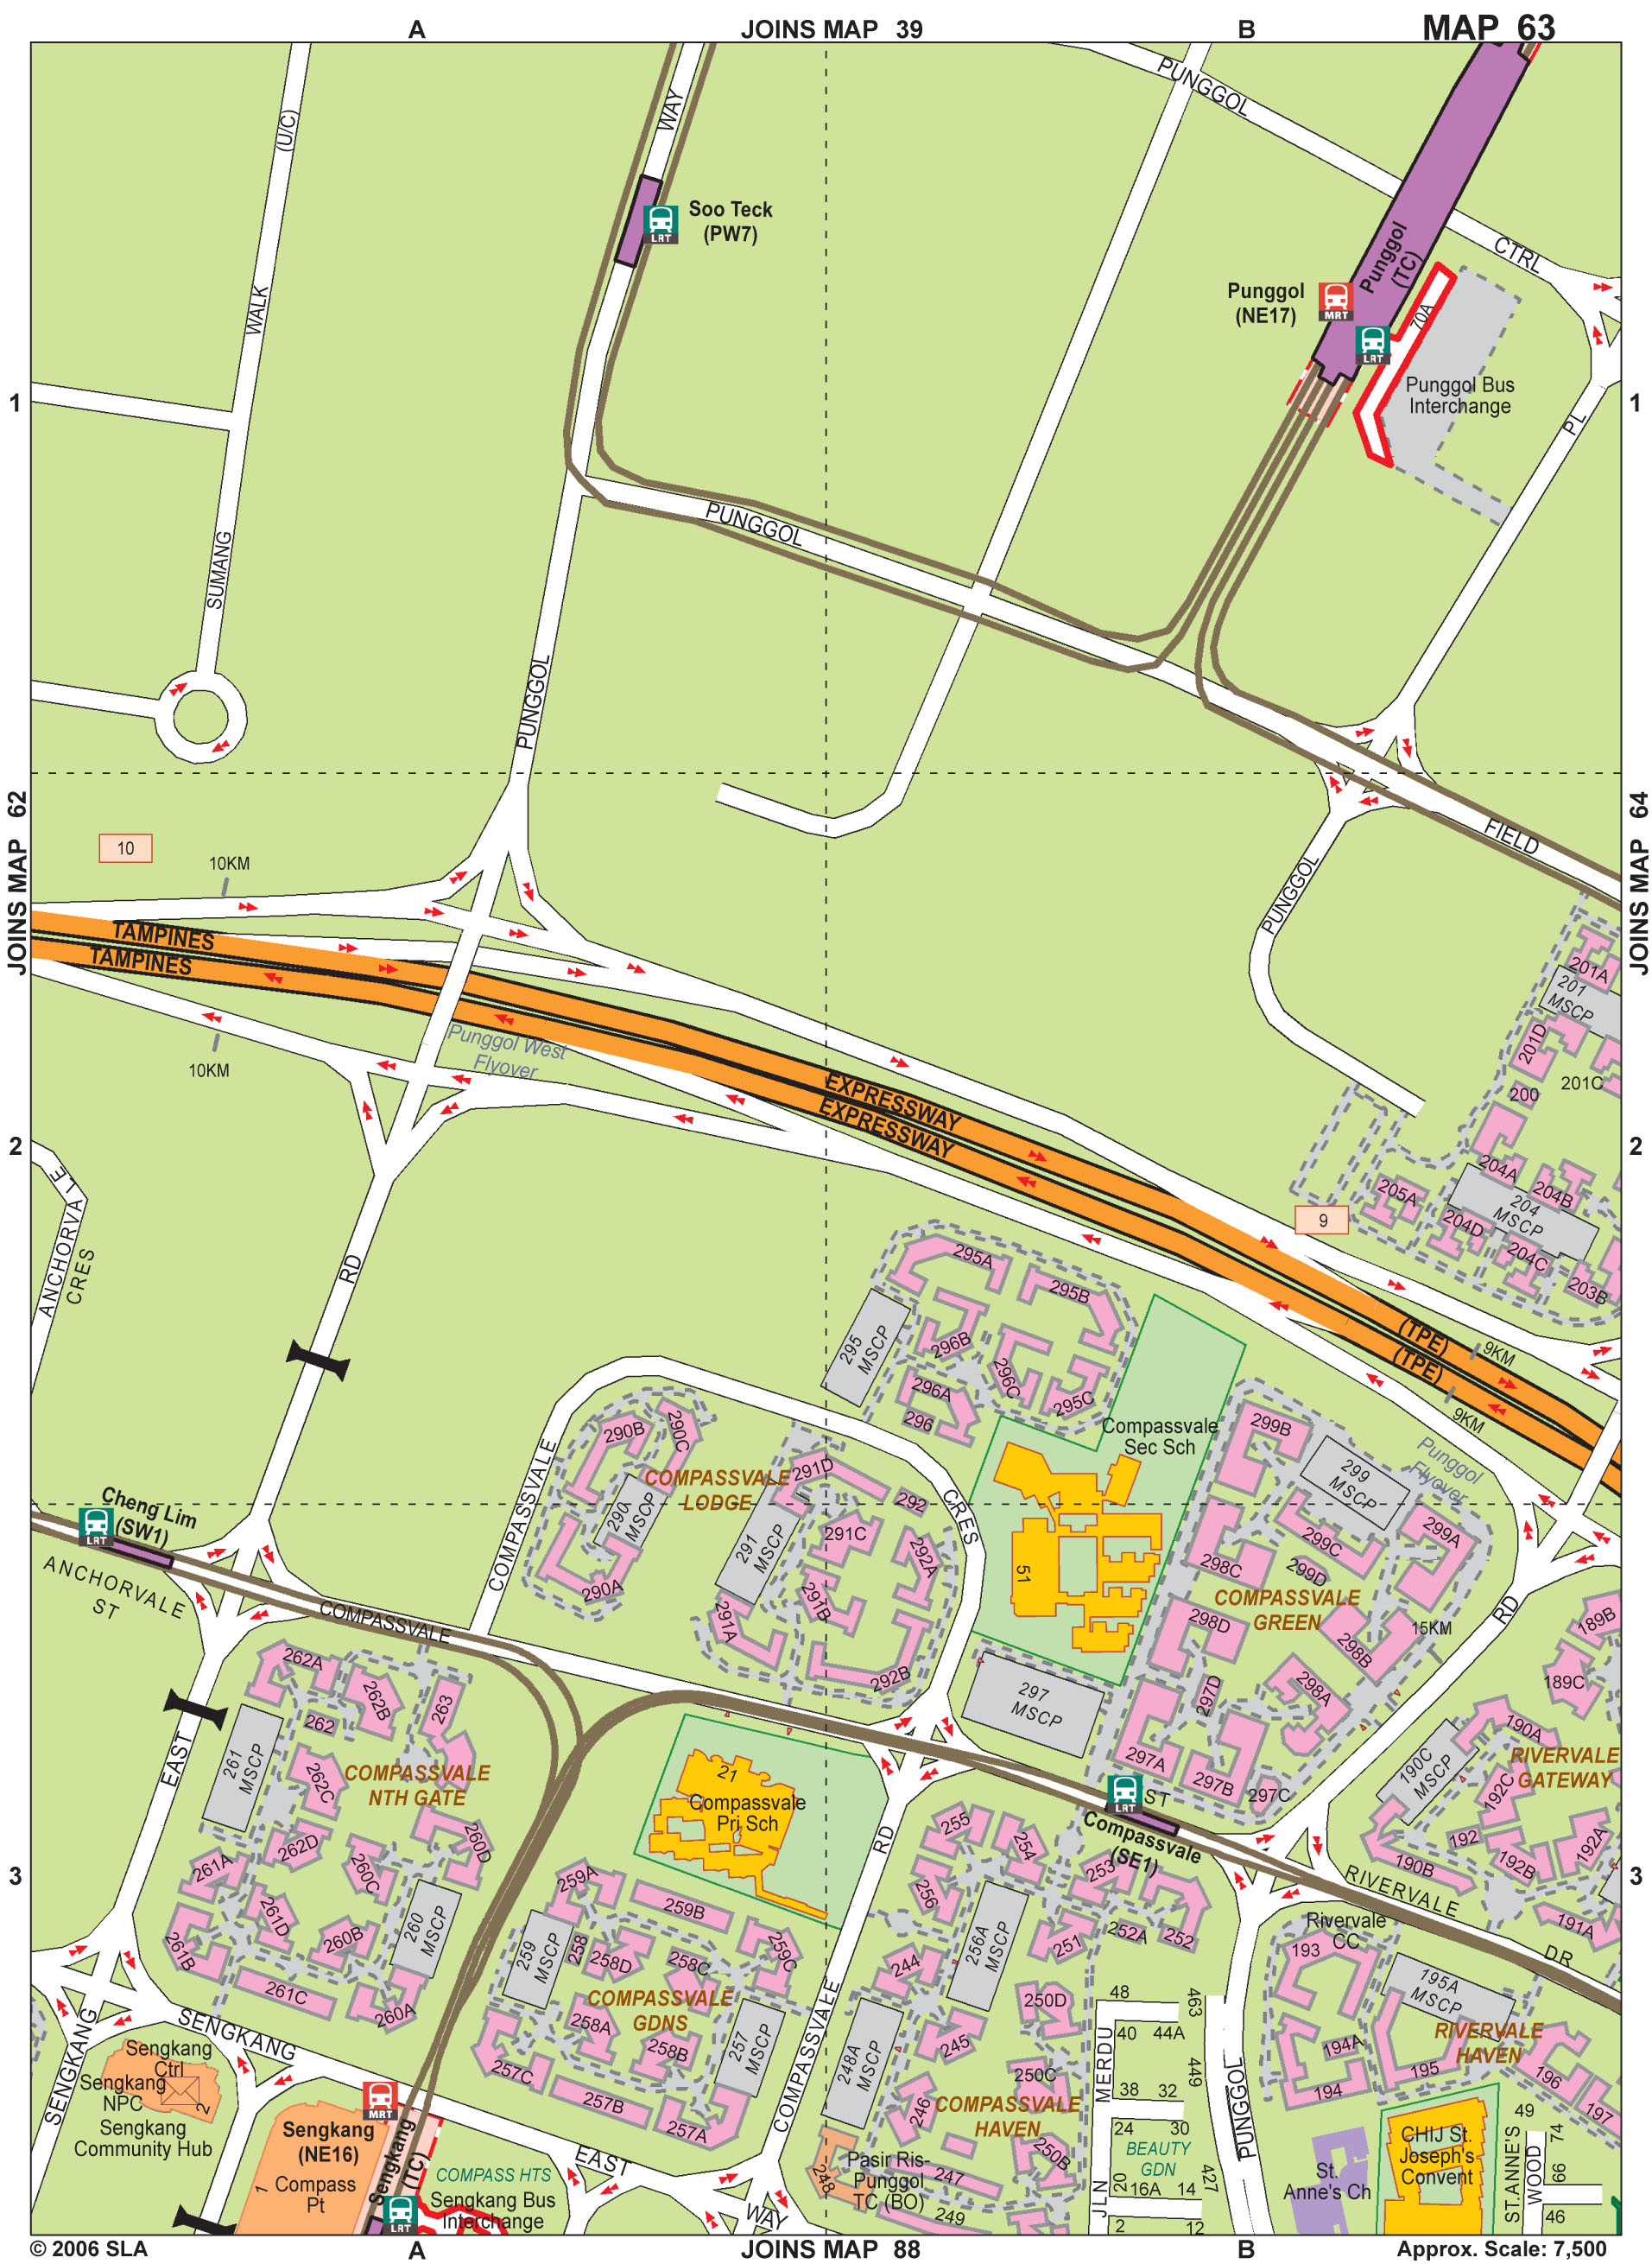 A
JOINS MAP 39
B
MAP 63
(U/C)
WAY
PUNGGOL
Soo Teck
(PW7)
LRT
Punggol
(TC)
CTRL
Punggol
(NE17)
MRT
LRT
70A
WALK
Punggol Bus
Interchange
1
1
PL
PUNGGOL
SUMANG
PUNGGOL
JOINS MAP 62
JOINS MAP 64
10
10KM
FIELD
PUNGGOL
TAMPINES
TAMPINES
201A
201
MSCP
Punggol West
Flyover
10KM
201D
201C
200
EXPRESSWAY
EXPRESSWAY
2
2
ANCHORVALE
CRES
204A
204B
205A
204
MSCP
204D
204C
203B
9
RD
295A
295B
295
MSCP
296B
296C
295C
296A
296
(TPE)
(TPE)
9KM
9KM
Compassvale
Sec Sch
299B
Punggol
Flyover
290B
290C
COMPASSVALE
LODGE
291D
292
299
MSCP
COMPASSVALE
290
MSCP
CRES
Cheng Lim
(SW1)
LRT
291
MSCP
291C
292A
299C
299A
51
298C
299D
ANCHORVALE
ST
290A
291B
COMPASSVALE
GREEN
COMPASSVALE
291A
298D
298B
15KM
RD
189B
262A
292B
297D
298A
189C
262B
263
297
MSCP
262
190A
EAST
261
MSCP
COMPASSVALE
NTH GATE
262C
21
Compassvale
Pri Sch
297A
297B
297C
190C
MSCP
RIVERVALE
GATEWAY
192C
LRT
ST
Compassvale
(SE1)
255
254
RD
262D
260D
192
192A
3
3
261A
260C
259A
253
190B
192B
RIVERVALE
261D
259B
256
252A
252
191A
260
MSCP
260B
261B
259
MSCP
258
258D
258C
259C
256A
MSCP
251
Rivervale
CC
193
DR
244
261C
260A
COMPASSVALE
GDNS
195A
MSCP
250D
48
463
SENGKANG
258A
258B
257
MSCP
COMPASSVALE
248A
MSCP
245
40
44A
MERDU
194A
RIVERVALE
HAVEN
SENGKANG
Sengkang
Ctrl
Sengkang
NPC
2
Sengkang
Community Hub
257C
250C
449
195
196
257B
38
32
194
MRT
246
COMPASSVALE
HAVEN
PUNGGOL
197
257A
24
30
49
74
Sengkang
(NE16)
Compass
Pt
1
Sengkang
(TC)
EAST
COMPASS HTS
Sengkang Bus
Interchange
LRT
250B
BEAUTY
GDN
CHIJ St.
Joseph's
Convent
St.
Anne's Ch
ST.ANNE'S
WOOD
66
Pasir Ris-
Punggol
TC (BO)
248
247
20
16A
14
427
JLN
WAY
249
2
12
46
© 2006 SLA
A
JOINS MAP 88
B
Approx. Scale: 7,500